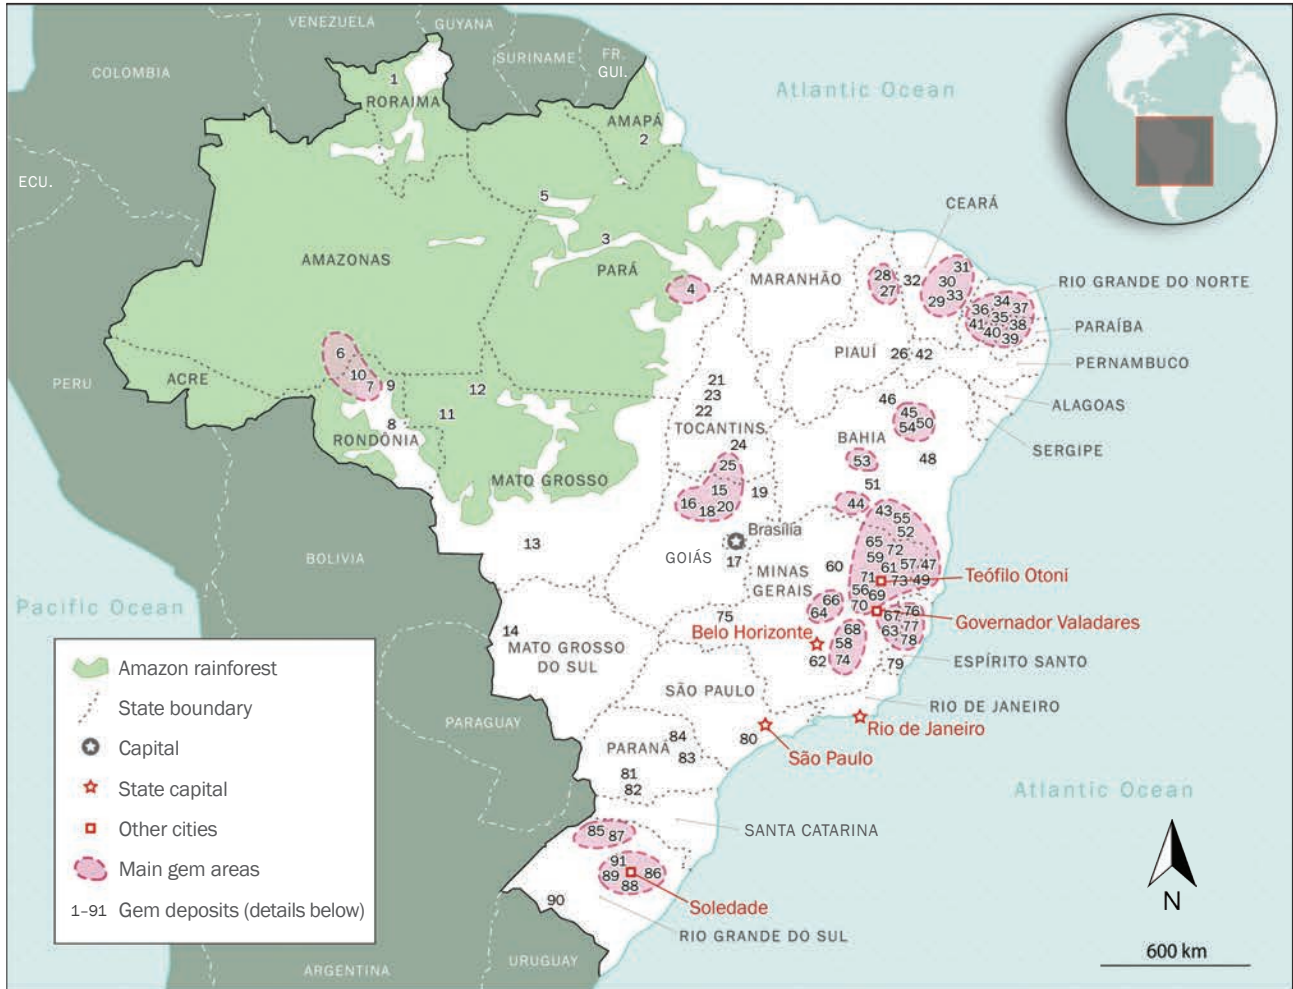 VENEZUELA
GUYANA
SURINAME
FR.
GUI.
COLOMBIA
Atlantic Ocean
1
RORAIMA
AMAPÁ
2
ECU.
5
CEARÁ
3
AMAZONAS
PARÁ
MARANHÃO
28
27
32
31
30
29
33
RIO GRANDE DO NORTE
4
36
34
37
35
41
38
40
39
PARAÍBA
PIAUÍ
26
42
PERNAMBUCO
6
10
7
9
PERU
ACRE
12
11
8
RONDÔNIA
21
23
22
TOCANTINS
46
45
54
50
ALAGOAS
BAHIA
24
25
53
48
SERGIPE
MATO GROSSO
15
16
18
20
19
51
44
43
55
52
13
Brasília
17
GOIÁS
BOLIVIA
65
72
59
61
57
47
60
MINAS
GERAIS
71
73
49
Teófilo Otoni
56
69
70
66
64
67
76
77
63
78
Governador Valadares
Pacific Ocean
75
Belo Horizonte
62
68
58
74
14
MATO GROSSO
DO SUL
79
ESPÍRITO SANTO
SÃO PAULO
RIO DE JANEIRO
Rio de Janeiro
PARAGUAY
84
PARANÁ
83
80
São Paulo
81
82
Atlantic Ocean
SANTA CATARINA
85
87
91
89
86
88
90
Soledade
RIO GRANDE DO SUL
URUGUAY
ARGENTINA
Amazon rainforest
State boundary
Capital
State capital
Other cities
Main gem areas
1–91 Gem deposits (details below)
N
600 km